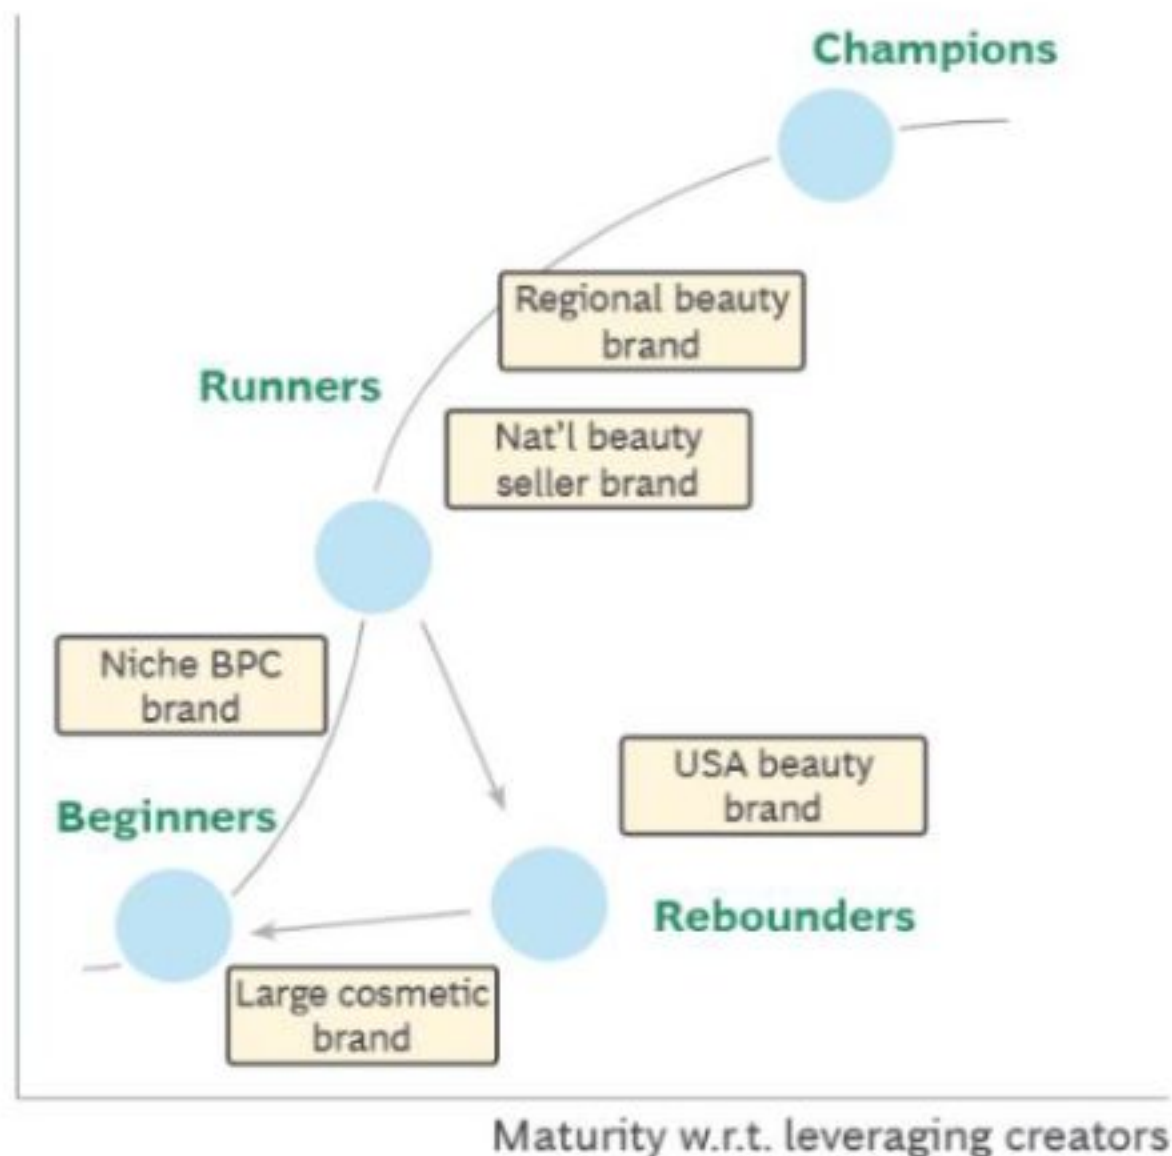 Champions
Regional beauty
brand
Runners
Nat'l beauty
seller brand
Niche BPC
brand
USA beauty
brand
Beginners
Rebounders
Large cosmetic
brand
Maturity w.r.t. leveraging creators